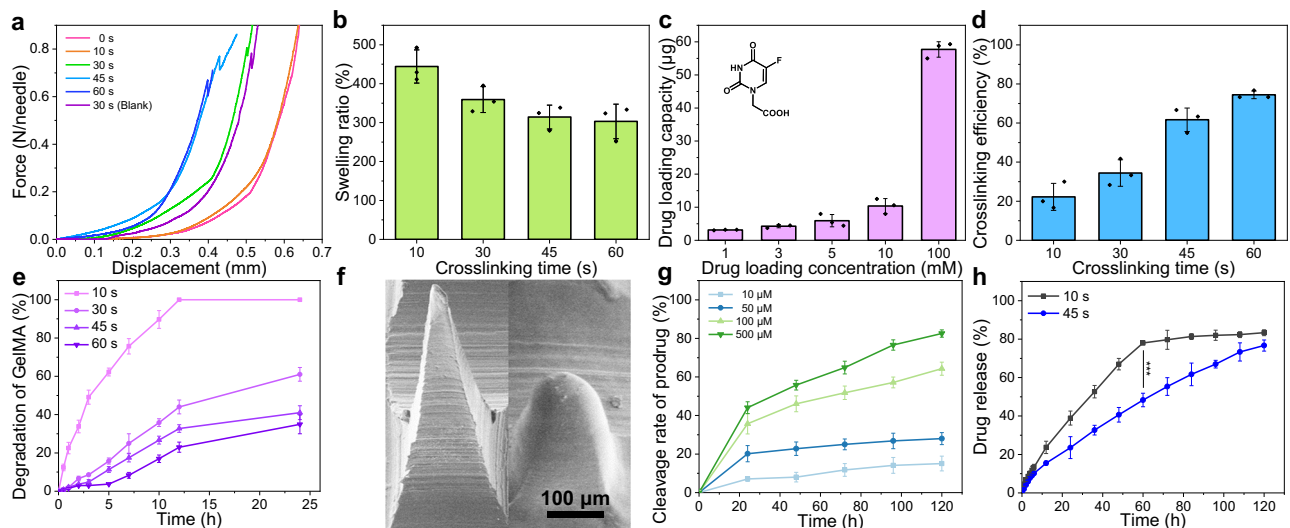 a
Force (N/needle)
0.8
0.6
0.4
0.2
0.0
0 s
10 s
30 s
45 s
60 s
30 s (Blank)
0.0 0.1 0.2 0.3 0.4 0.5 0.6 0.7
Displacement (mm)
b
Swelling ratio (%)
500
400
300
200
100
0
10 30 45 60
Crosslinking time (s)
c
Drug loading capacity (µg)
60
50
40
30
20
10
0
O
F
HN
O
N
COOH
1 3 5 10 100
Drug loading concentration (mM)
d
Crosslinking efficiency (%)
100
80
60
40
20
0
10 30 45 60
Crosslinking time (s)
e
Degradation of GelMA (%)
100
80
60
40
20
0
10 s
30 s
45 s
60 s
0 5 10 15 20 25
Time (h)
f
100 µm
g
Cleavage rate of prodrug (%)
100
80
60
40
20
0
10 µM
50 µM
100 µM
500 µM
0 20 40 60 80 100 120
Time (h)
h
Drug release (%)
100
80
60
40
20
0
10 s
45 s
***
0 20 40 60 80 100 120
Time (h)